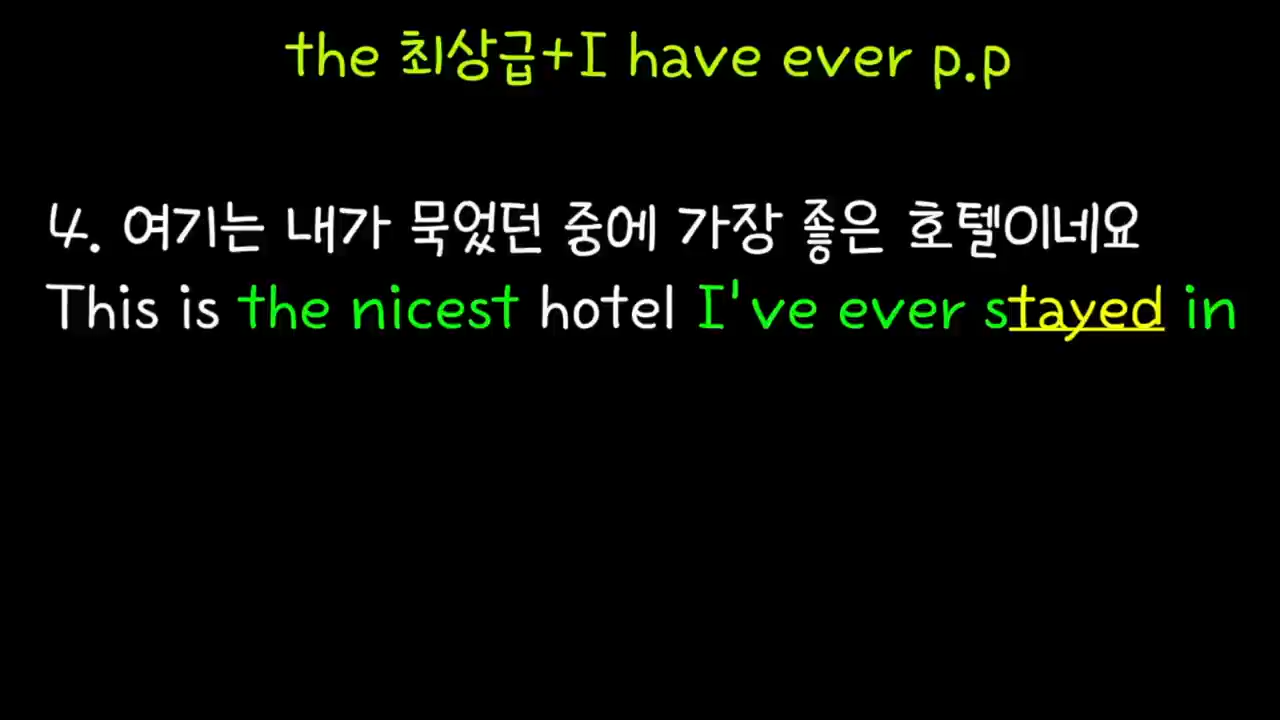 the 최상급+I have ever p.p
4. 여기는 내가 묵었던 중에 가장 좋은 호텔이네요
This is the nicest hotel I've ever stayed in